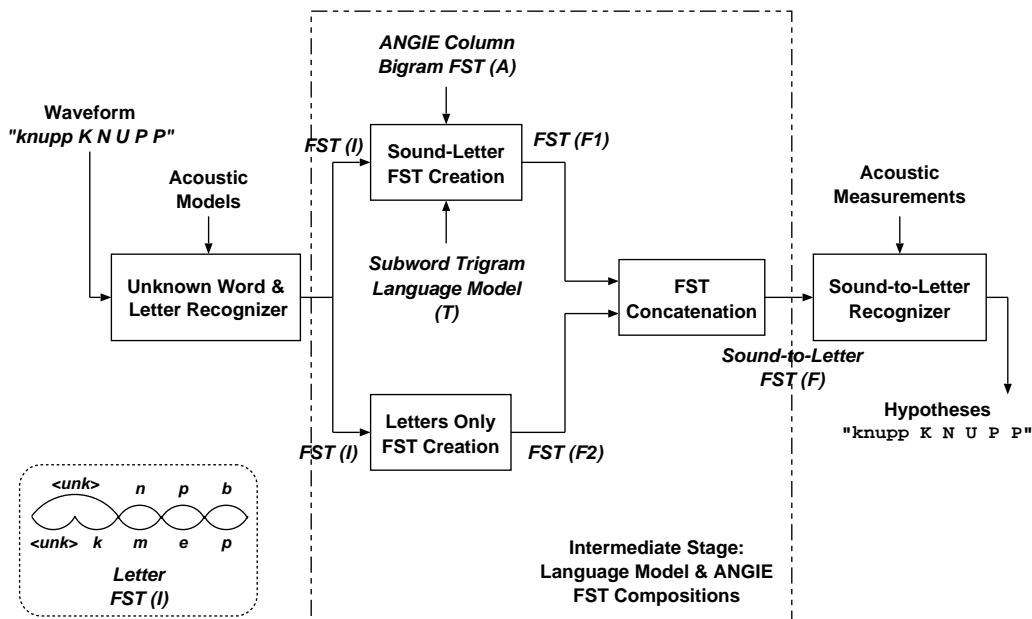 ANGIE Column
Bigram FST (A)
Waveform
"knupp K N U P P"
FST (I)
Sound-Letter
FST Creation
FST (F1)
Acoustic
Models
Acoustic
Measurements
Subword Trigram
Language Model
(T)
Unknown Word &
Letter Recognizer
FST
Concatenation
Sound-to-Letter
Recognizer
Sound-to-Letter
FST (F)
Letters Only
FST Creation
FST (I)
FST (F2)
Hypotheses
"knupp K N U P P"
<unk> n p b
<unk> k m e p
Letter
FST (I)
Intermediate Stage:
Language Model & ANGIE
FST Compositions